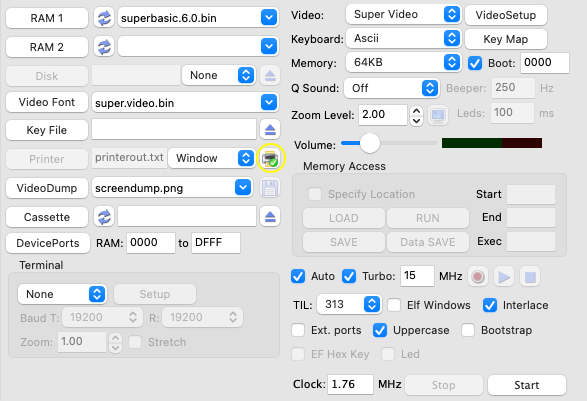 RAM 1 superbasic.6.0.bin
RAM 2
Disk None
Video Font super.video.bin
Key File
Printer printerout.txt Window
VideoDump screendump.png
Cassette
DevicePorts RAM: 0000 to DFFF
Terminal
None Setup
Baud T: 19200 R: 19200
Zoom: 1.00 Stretch
Video: Super Video VideoSetup
Keyboard: Ascii Key Map
Memory: 64KB Boot: 0000
Q Sound: Off Beeper: 250 Hz
Zoom Level: 2.00 Leds: 100 ms
Volume:
Memory Access
Specify Location Start
LOAD RUN End
SAVE Data SAVE Exec
Auto Turbo: 15 MHz
TIL: 313 Elf Windows Interlace
Ext. ports Uppercase Bootstrap
EF Hex Key Led
Clock: 1.76 MHz Stop Start